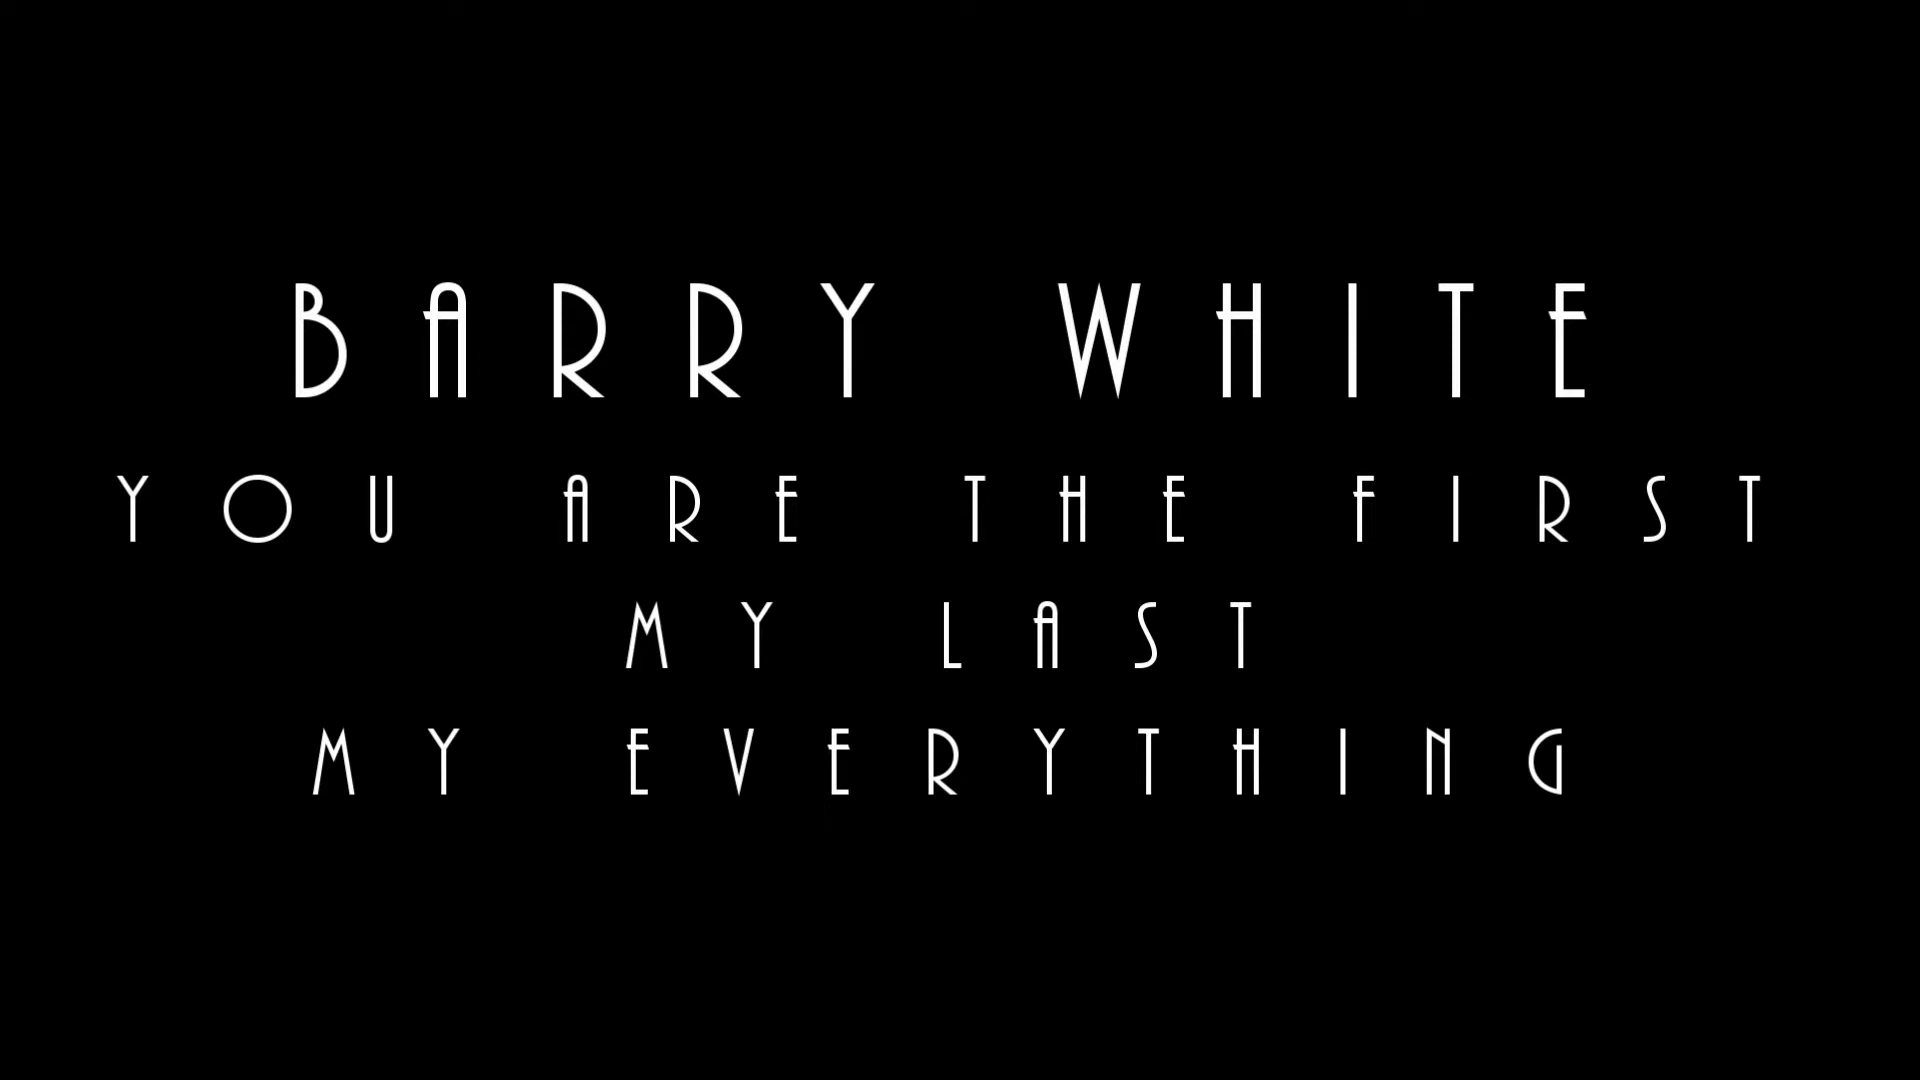 BARRY WHITE
YOU ARE THE FIRST
MY LAST
MY EVERYTHING